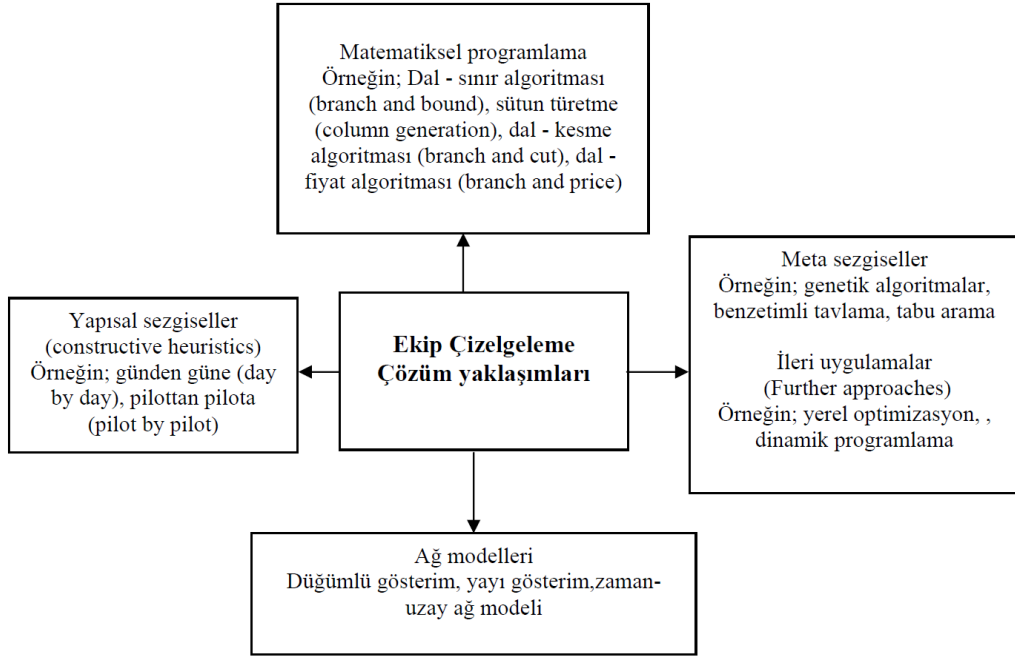 Matematiksel programlama
Örneğin; Dal - sınır algoritması
(branch and bound), sütun türetme
(column generation), dal - kesme
algoritması (branch and cut), dal -
fiyat algoritması (branch and price)
Yapısal sezgiseller
(constructive heuristics)
Örneğin; günden güne (day
by day), pilottan pilota
(pilot by pilot)
Ekip Çizelgeleme
Çözüm yaklaşımları
Meta sezgiseller
Örneğin; genetik algoritmalar,
benzetimli tavlama, tabu arama
İleri uygulamalar
(Further approaches)
Örneğin; yerel optimizasyon, ,
dinamik programlama
Ağ modelleri
Düğümlü gösterim, yayı gösterim,zaman-
uzay ağ modeli